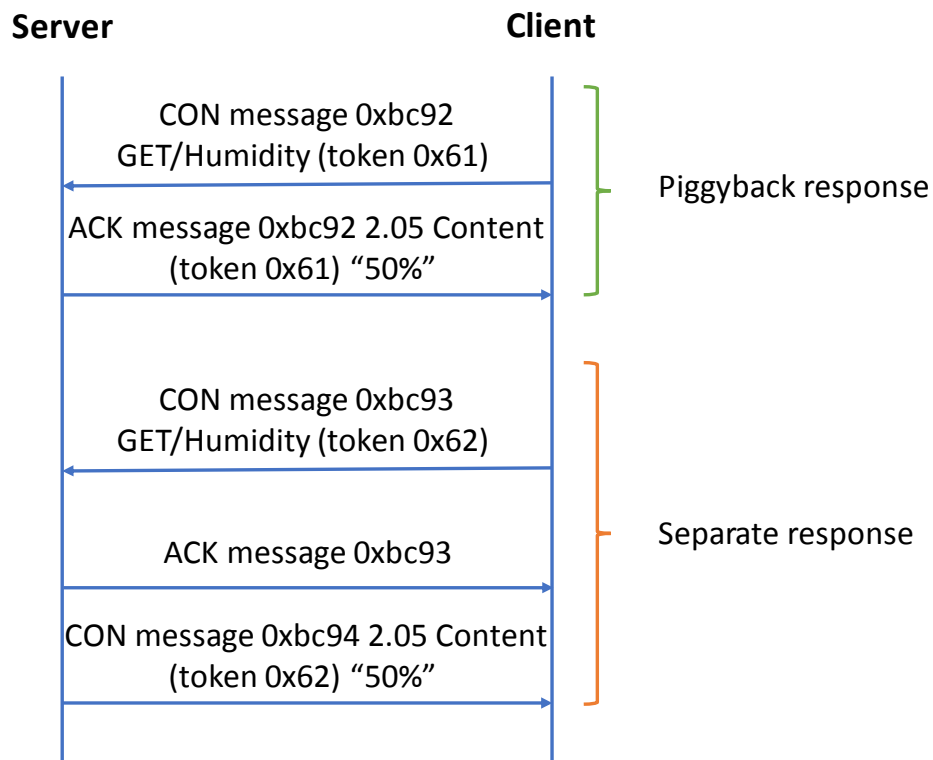 Server
Client
CON message 0xbc92
GET/Humidity (token 0x61)
Piggyback response
ACK message 0xbc92 2.05 Content
(token 0x61) “50%”
CON message 0xbc93
GET/Humidity (token 0x62)
Separate response
ACK message 0xbc93
CON message 0xbc94 2.05 Content
(token 0x62) “50%”